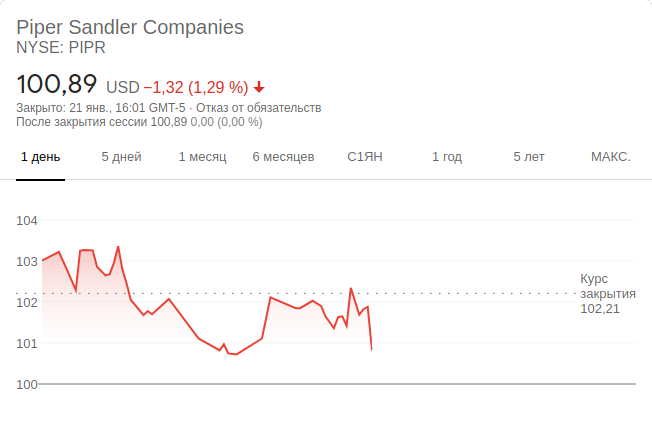 Piper Sandler Companies
NYSE: PIPR
100,89 USD −1,32 (1,29 %)
Закрыто: 21 янв., 16:01 GMT-5 · Отказ от обязательств
После закрытия сессии 100,89 0,00 (0,00 %)
1 день 5 дней 1 месяц 6 месяцев С1ЯН 1 год 5 лет МАКС.
104
103
102
101
100
Курс
закрытия
102,21